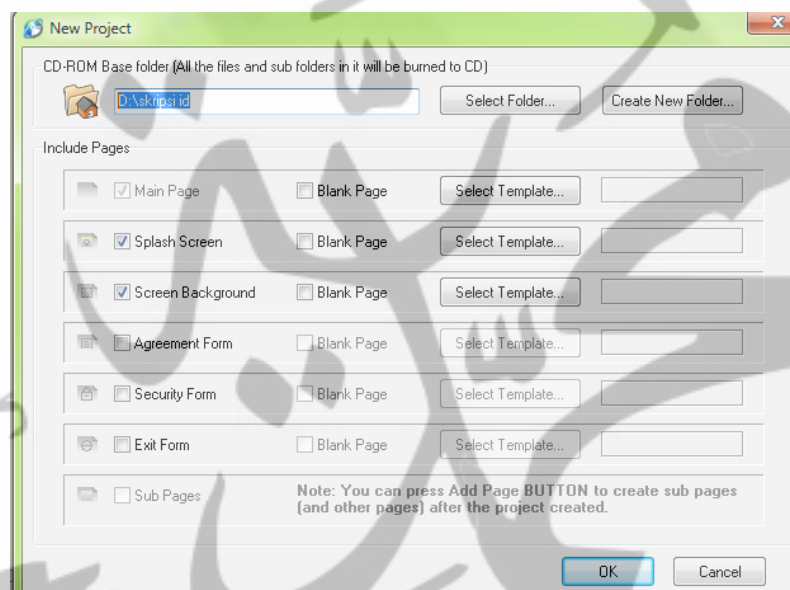 New Project
CD-ROM Base folder (All the files and sub folders in it will be burned to CD)
D:\skripsi id Select Folder... Create New Folder...
Include Pages
Main Page Blank Page Select Template...
Splash Screen Blank Page Select Template...
Screen Background Blank Page Select Template...
Agreement Form Blank Page Select Template...
Security Form Blank Page Select Template...
Exit Form Blank Page Select Template...
Sub Pages Note: You can press Add Page BUTTON to create sub pages
(and other pages) after the project created.
OK Cancel